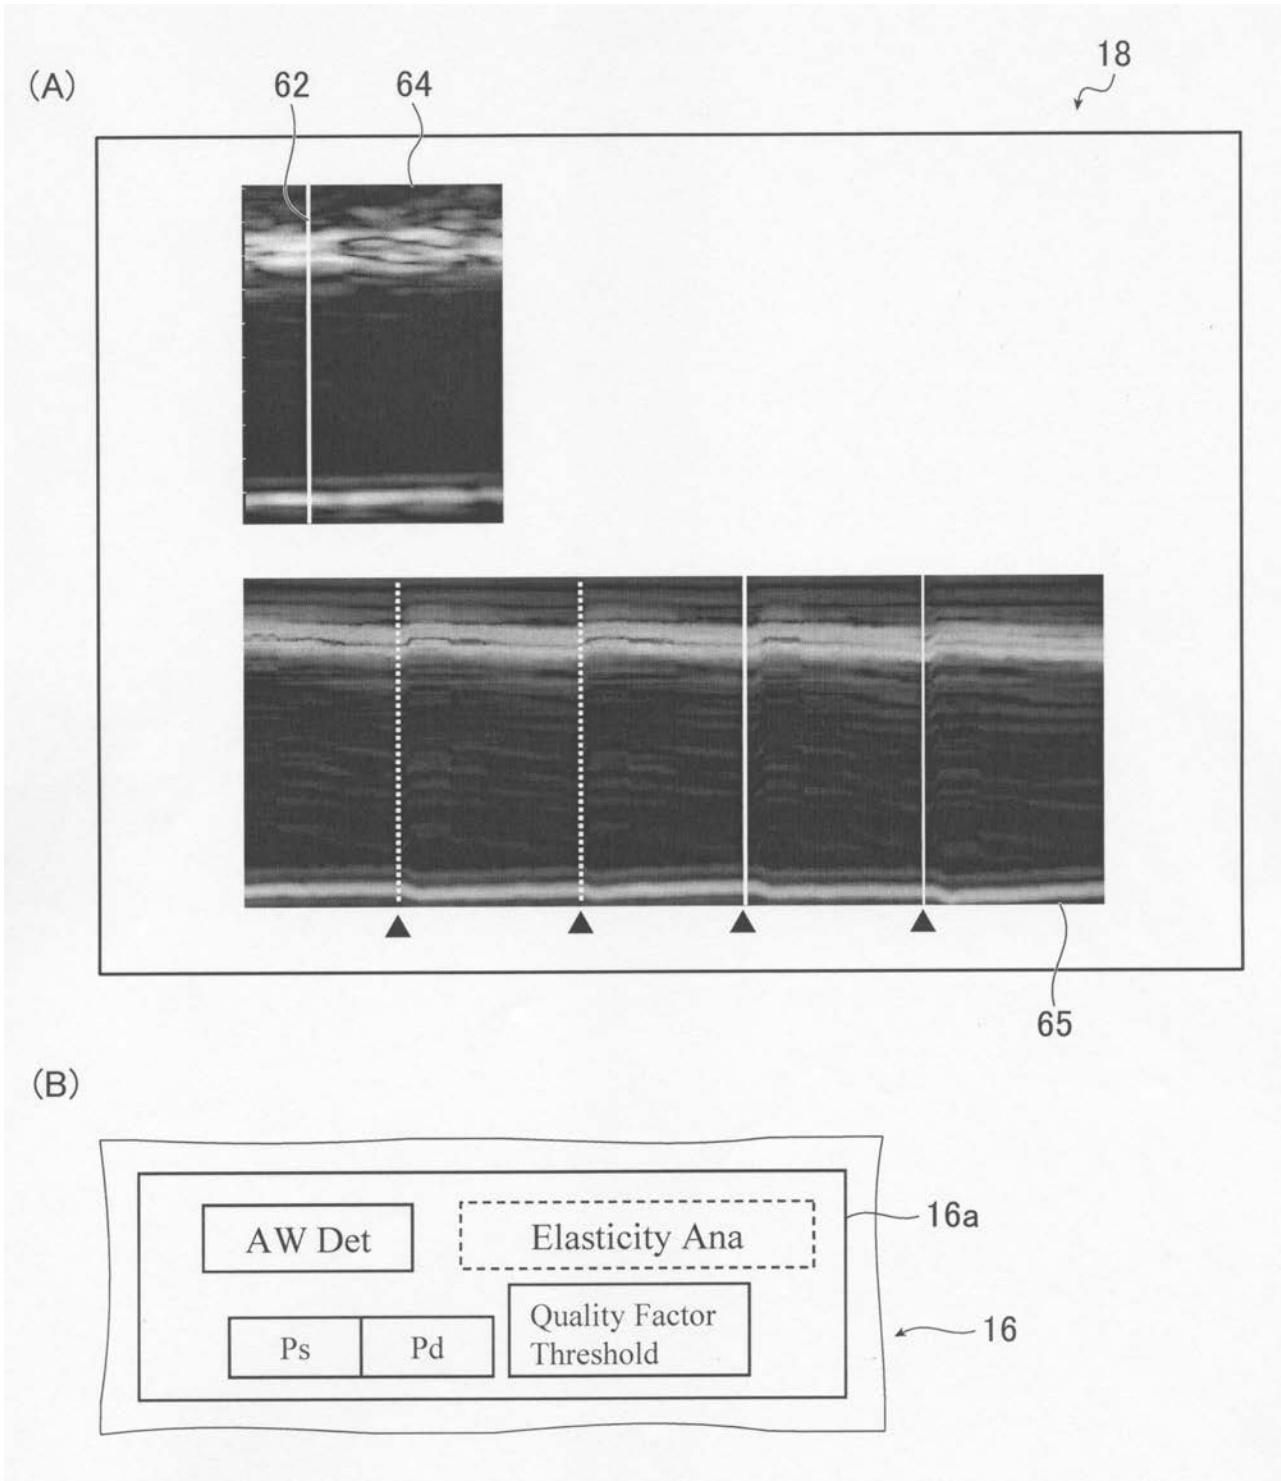 (A)
62
64
18
65
(B)
AW Det
Elasticity Ana
16a
Ps
Pd
Quality Factor
Threshold
16